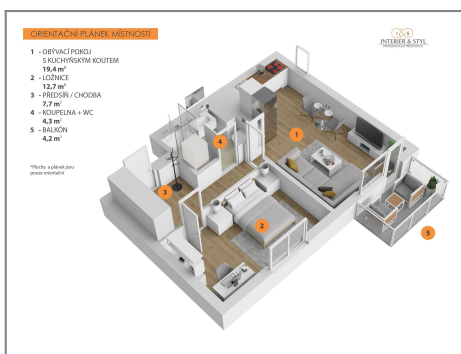 ORIENTAČNÍ PLÁNEK MÍSTNOSTÍ
INTERIER & STYL
1 - OBÝVACÍ POKOJ
S KUCHYŇSKÝM KOUTEM
19,4 m²
2 - LOŽNICE
12,7 m²
3 - PŘEDSÍŇ / CHODBA
7,7 m²
4 - KOUPELNA + WC
4,3 m²
5 - BALKÓN
4,2 m²
*Plochy a plánek jsou
pouze orientační
1
4
3
2
5